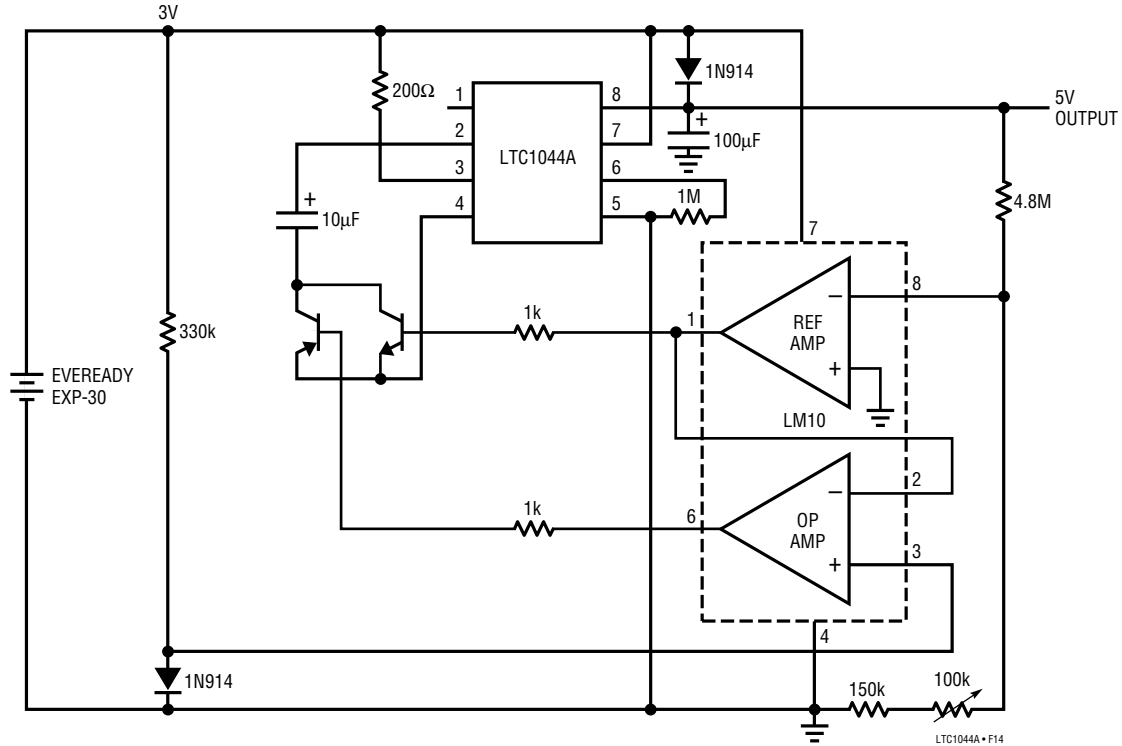 3V
200Ω
1N914
1
2
3
4
LTC1044A
8
7
6
5
+
100µF
5V
OUTPUT
1M
4.8M
+
10µF
7
8
–
REF
AMP
+
1
1k
330k
EVEREADY
EXP-30
LM10
2
–
OP
AMP
+
3
6
1k
4
1N914
150k
100k
LTC1044A • F14